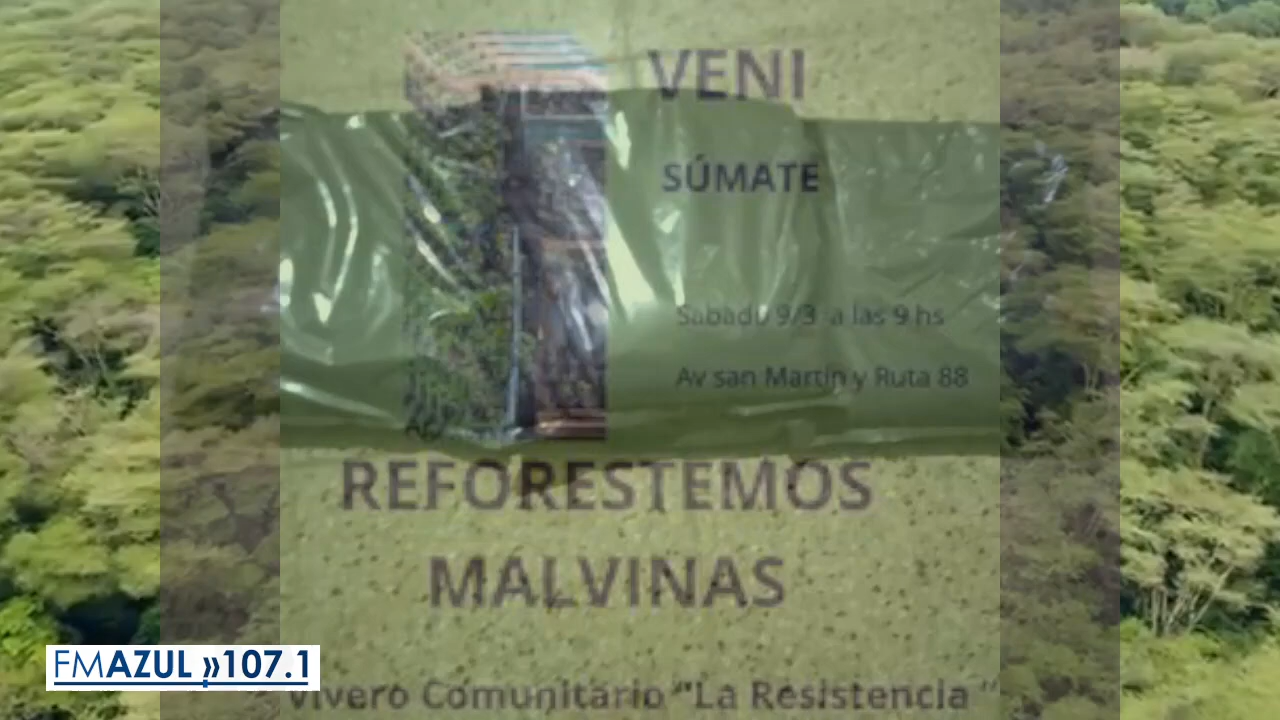 VENI
SÚMATE
Sabado 9/3 a las 9 hs
Av san Martin y Ruta 88
REFORESTEMOS
MALVINAS
Vivero Comunitario "La Resistencia"
FMAZUL 107.1